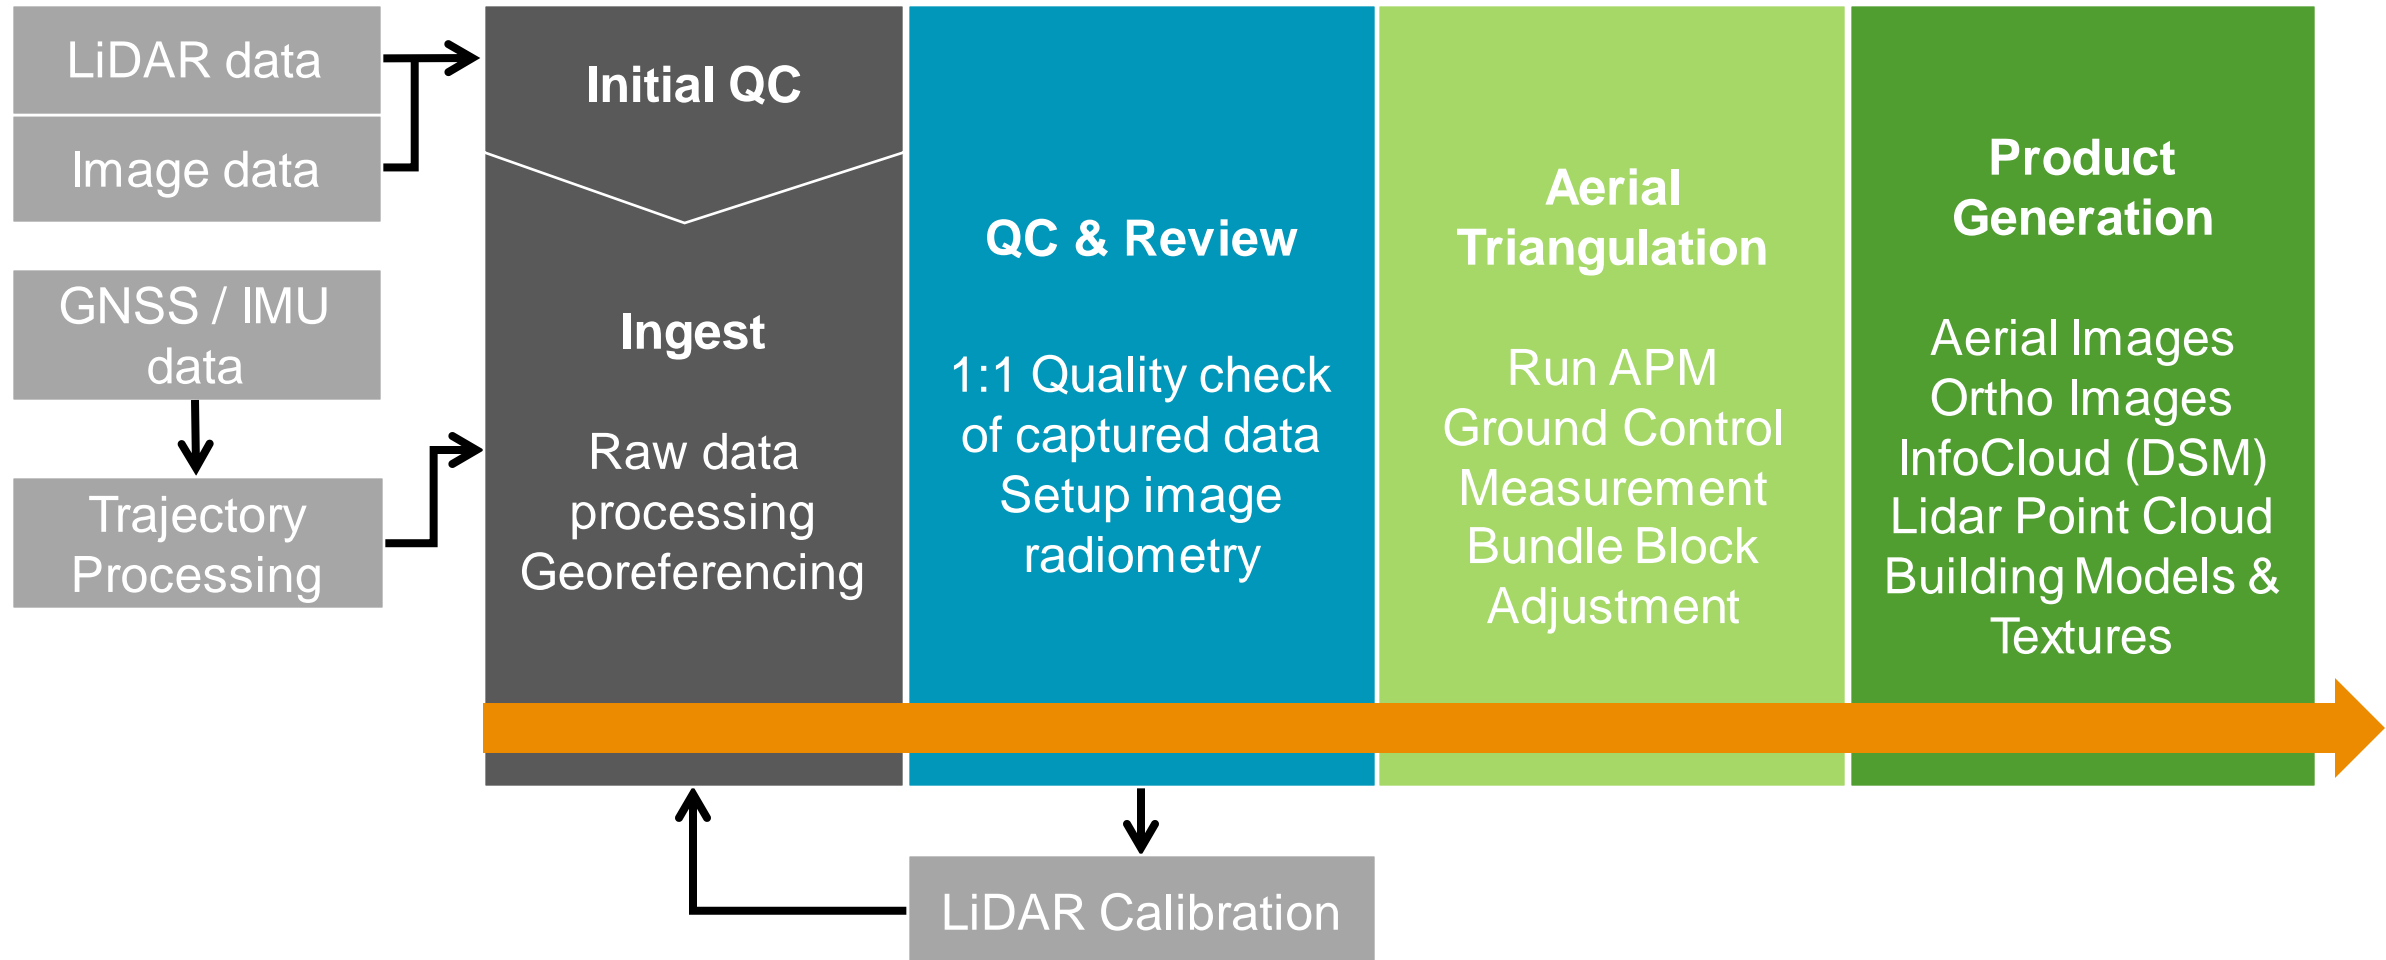 LiDAR data
Image data
GNSS / IMU
data
Trajectory
Processing
Initial QC
Ingest
Raw data
processing
Georeferencing
QC & Review
1:1 Quality check
of captured data
Setup image
radiometry
Aerial
Triangulation
Run APM
Ground Control
Measurement
Bundle Block
Adjustment
Product
Generation
Aerial Images
Ortho Images
InfoCloud (DSM)
Lidar Point Cloud
Building Models &
Textures
LiDAR Calibration